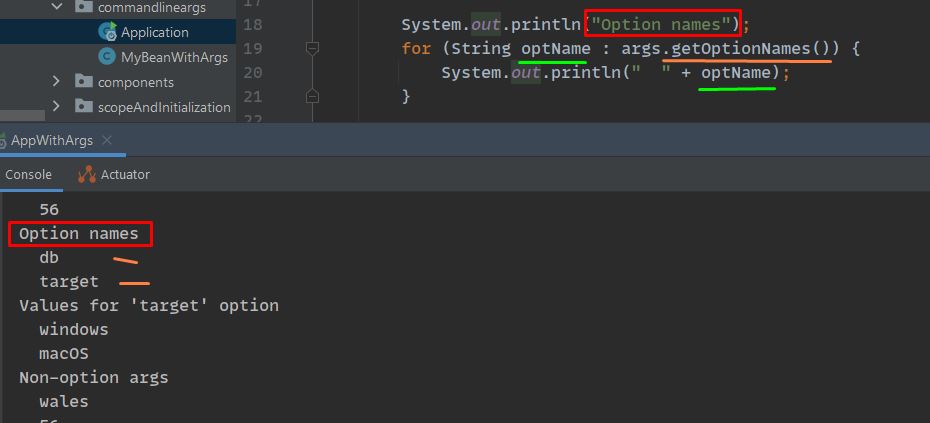 commandlineargs
Application
MyBeanWithArgs
components
scopeAndInitialization
17
18 System.out.println("Option names");
19 for (String optName : args.getOptionNames()) {
20 System.out.println("  " + optName);
21 }
22
AppWithArgs
Console Actuator
56
Option names
db
target
Values for 'target' option
windows
macOS
Non-option args
wales
56